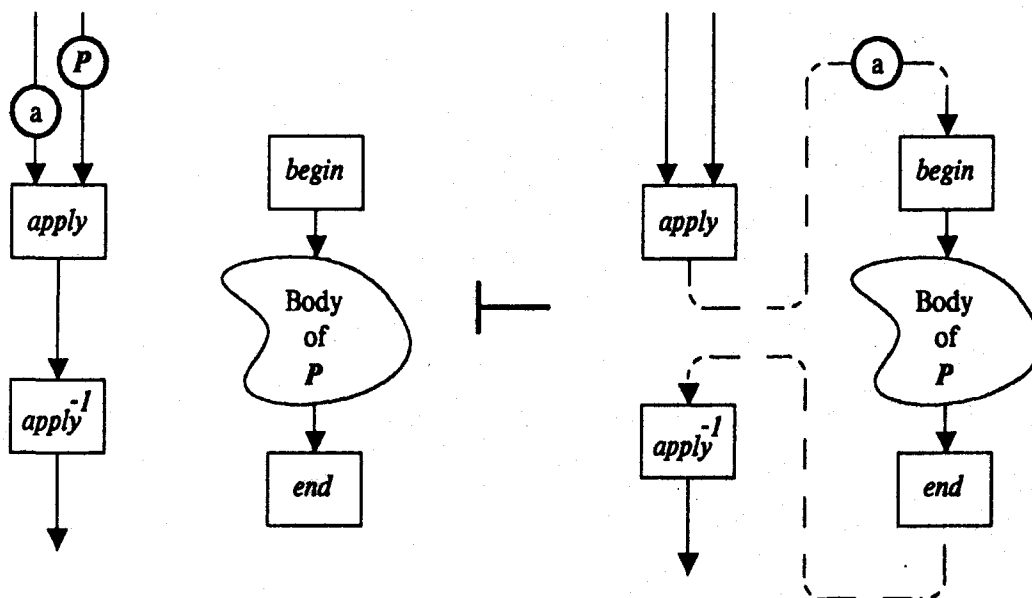 P
a
apply
apply-1
begin
Body
of
P
end
a
apply
apply-1
begin
Body
of
P
end